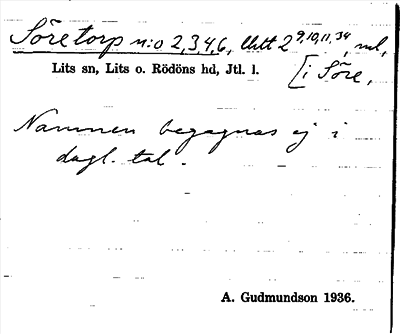 Söretorp n:o 2,3,4,6, litt 2 9,10,11,34, ml,
Lits sn, Lits o. Rödöns hd, Jtl. l. [i Söre,
Namnen begagnas ej i
dagl. tal.
A. Gudmundson 1936.